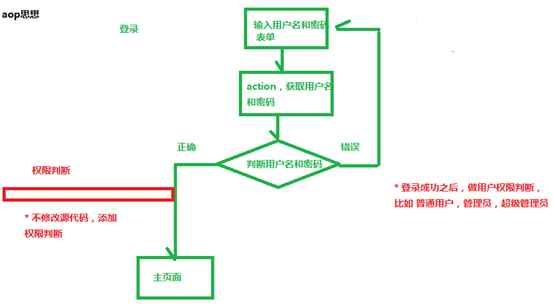 aop思想
登录
输入用户名和密码
表单
action，获取用户名
和密码
正确
错误
判断用户名和密码
权限判断
* 不修改源代码，添加
权限判断
* 登录成功之后，做用户权限判断，
比如 普通用户，管理员，超级管理员
主页面